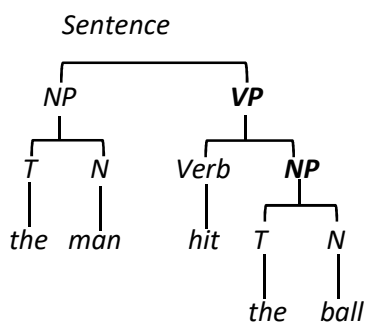 Sentence
NP VP
T N Verb NP
the man hit T N
the ball